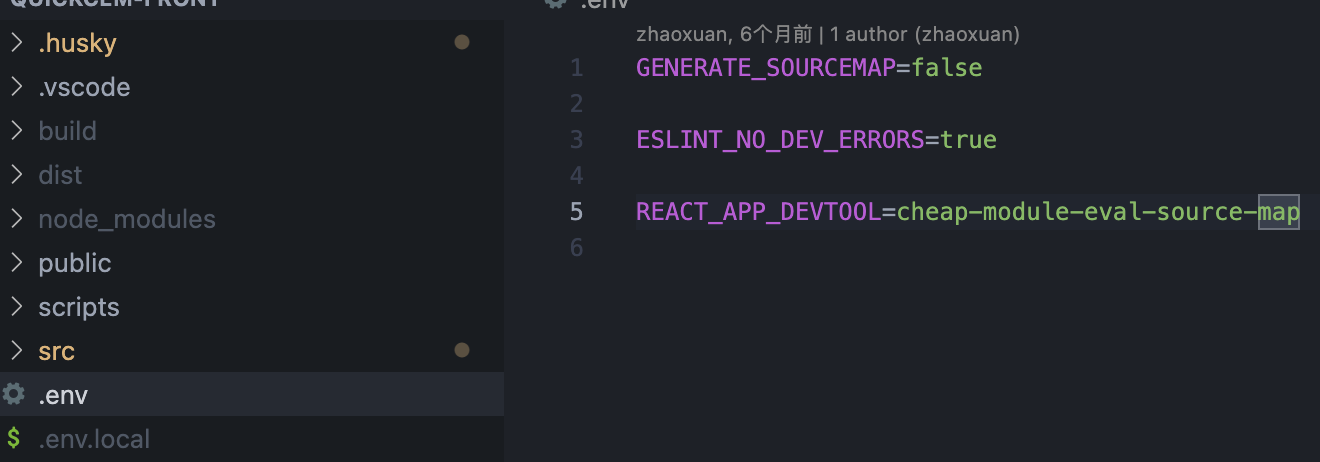 QUICKCEM-FRONT
.husky
.vscode
build
dist
node_modules
public
scripts
src
.env
$ .env.local
.env
zhaoxuan, 6个月前 | 1 author (zhaoxuan)
1 GENERATE_SOURCEMAP=false
2
3 ESLINT_NO_DEV_ERRORS=true
4
5 REACT_APP_DEVTOOL=cheap-module-eval-source-map
6